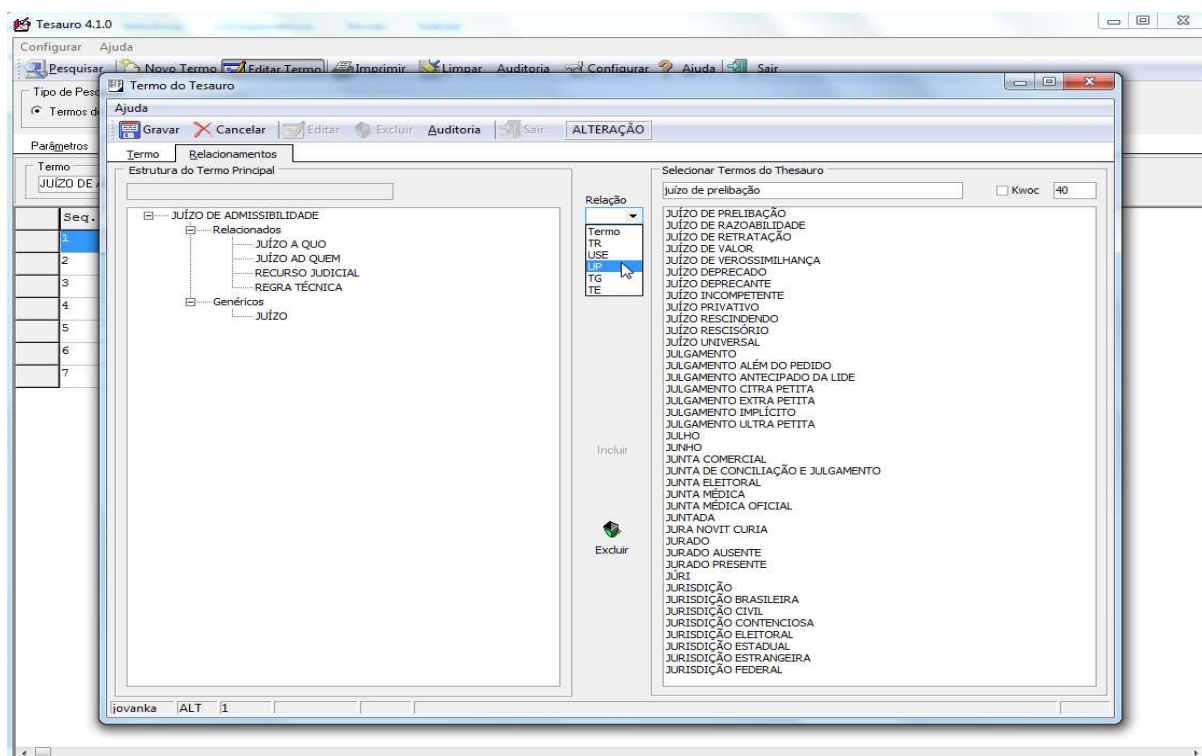 Tesauro 4.1.0
Configurar Ajuda
Pesquisar Novo Termo Editar Termo Imprimir Limpar Auditoria Configurar Ajuda Sair
Tipo de Pesq
Termos d
Parâmetros
Termo
JUÍZO DE A
Seq.
1
2
3
4
5
6
7
Termo do Tesauro
Ajuda
Gravar Cancelar Editar Excluir Auditoria Sair ALTERAÇÃO
Termo Relacionamentos
Estrutura do Termo Principal
JUÍZO DE ADMISSIBILIDADE
Relacionados
JUÍZO A QUO
JUÍZO AD QUEM
RECURSO JUDICIAL
REGRA TÉCNICA
Genéricos
JUÍZO
Relação
Termo
TR
USE
UP
TG
TE
Incluir
Excluir
Selecionar Termos do Thesauro
juízo de prelibação Kwoc 40
JUÍZO DE PRELIBAÇÃO
JUÍZO DE RAZOABILIDADE
JUÍZO DE RETRATAÇÃO
JUÍZO DE VALOR
JUÍZO DE VEROSSIMILHANÇA
JUÍZO DEPRECADO
JUÍZO DEPRECANTE
JUÍZO INCOMPETENTE
JUÍZO PRIVATIVO
JUÍZO RESCINDENDO
JUÍZO RESCISÓRIO
JUÍZO UNIVERSAL
JULGAMENTO
JULGAMENTO ALÉM DO PEDIDO
JULGAMENTO ANTECIPADO DA LIDE
JULGAMENTO CITRA PETITA
JULGAMENTO EXTRA PETITA
JULGAMENTO IMPLÍCITO
JULGAMENTO ULTRA PETITA
JULHO
JUNHO
JUNTA COMERCIAL
JUNTA DE CONCILIAÇÃO E JULGAMENTO
JUNTA ELEITORAL
JUNTA MÉDICA
JUNTA MÉDICA OFICIAL
JUNTADA
JURA NOVIT CURIA
JURADO
JURADO AUSENTE
JURADO PRESENTE
JÚRI
JURISDIÇÃO
JURISDIÇÃO BRASILEIRA
JURISDIÇÃO CIVIL
JURISDIÇÃO CONTENCIOSA
JURISDIÇÃO ELEITORAL
JURISDIÇÃO ESTADUAL
JURISDIÇÃO ESTRANGEIRA
JURISDIÇÃO FEDERAL
jovanka ALT 1